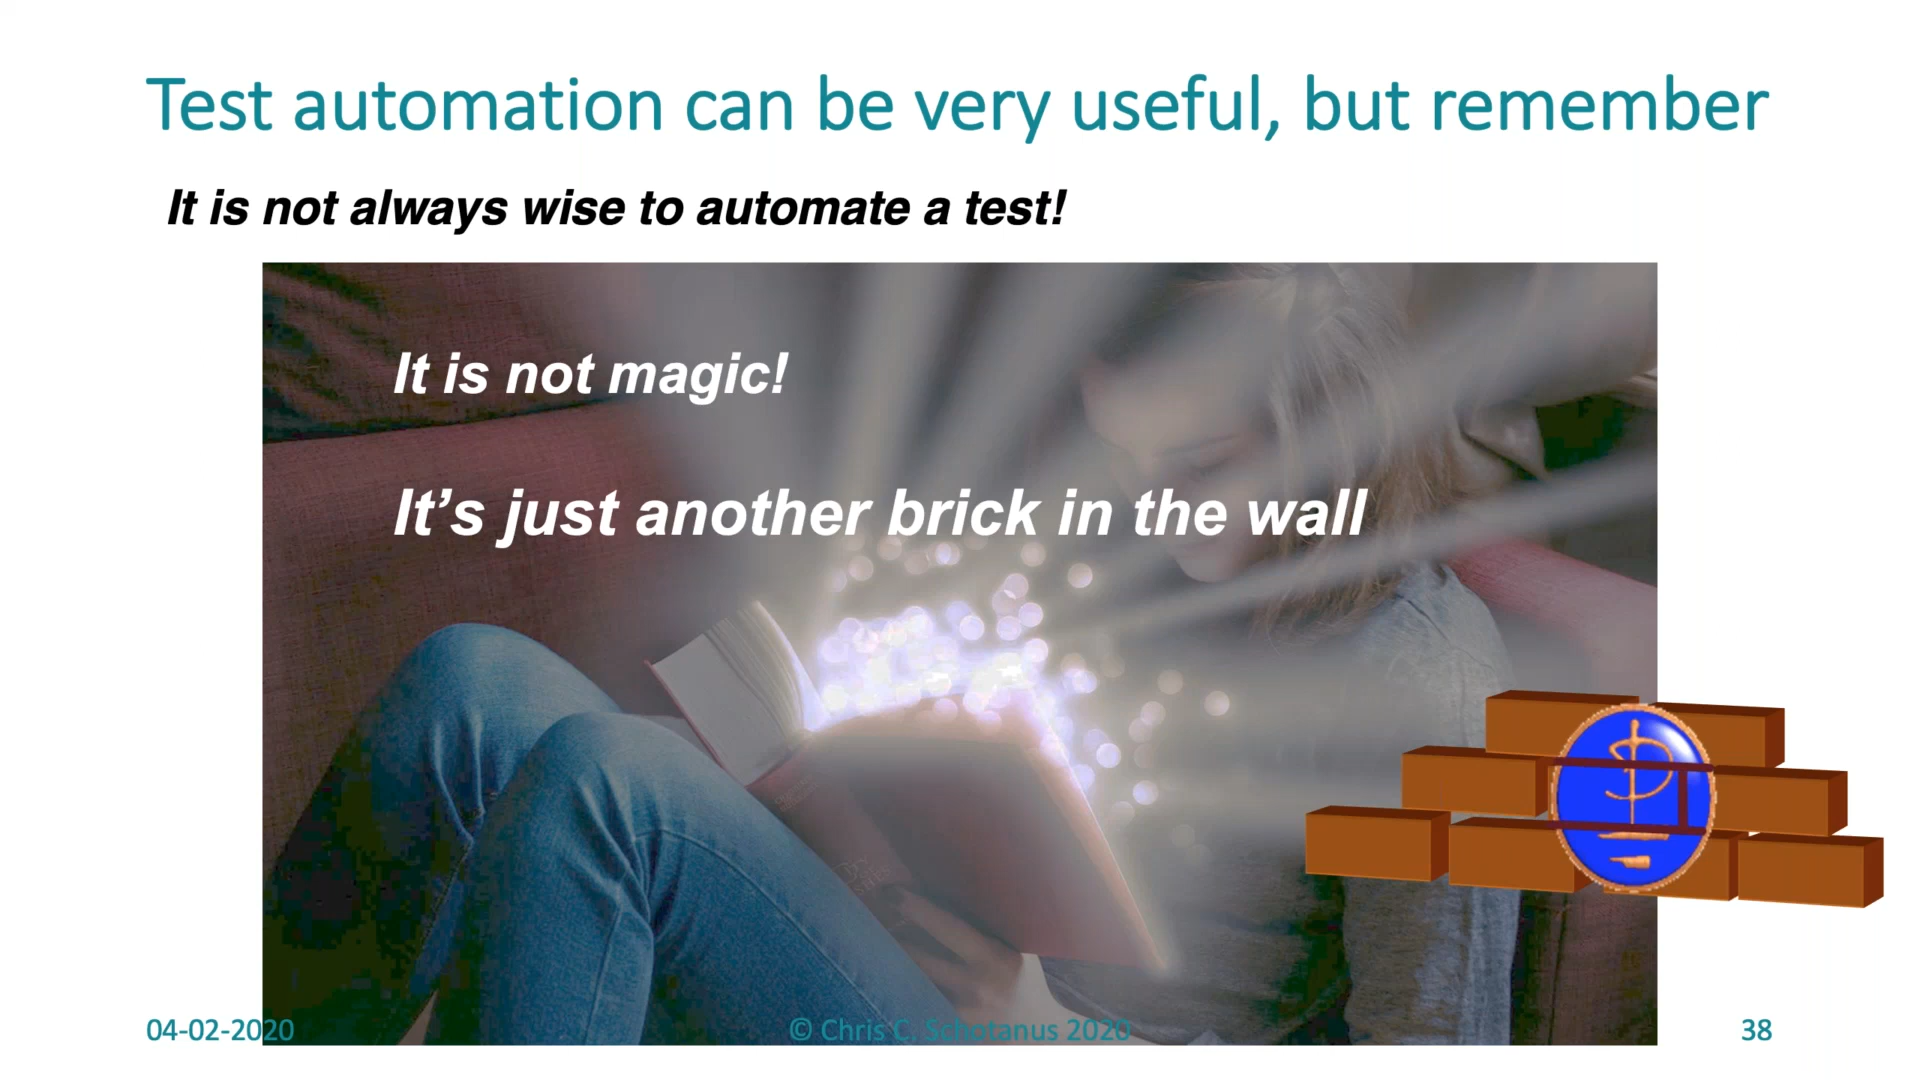 Test automation can be very useful, but remember
It is not always wise to automate a test!
It is not magic!
It’s just another brick in the wall
04-02-2020
© Chris C. Schotanus 2020
38